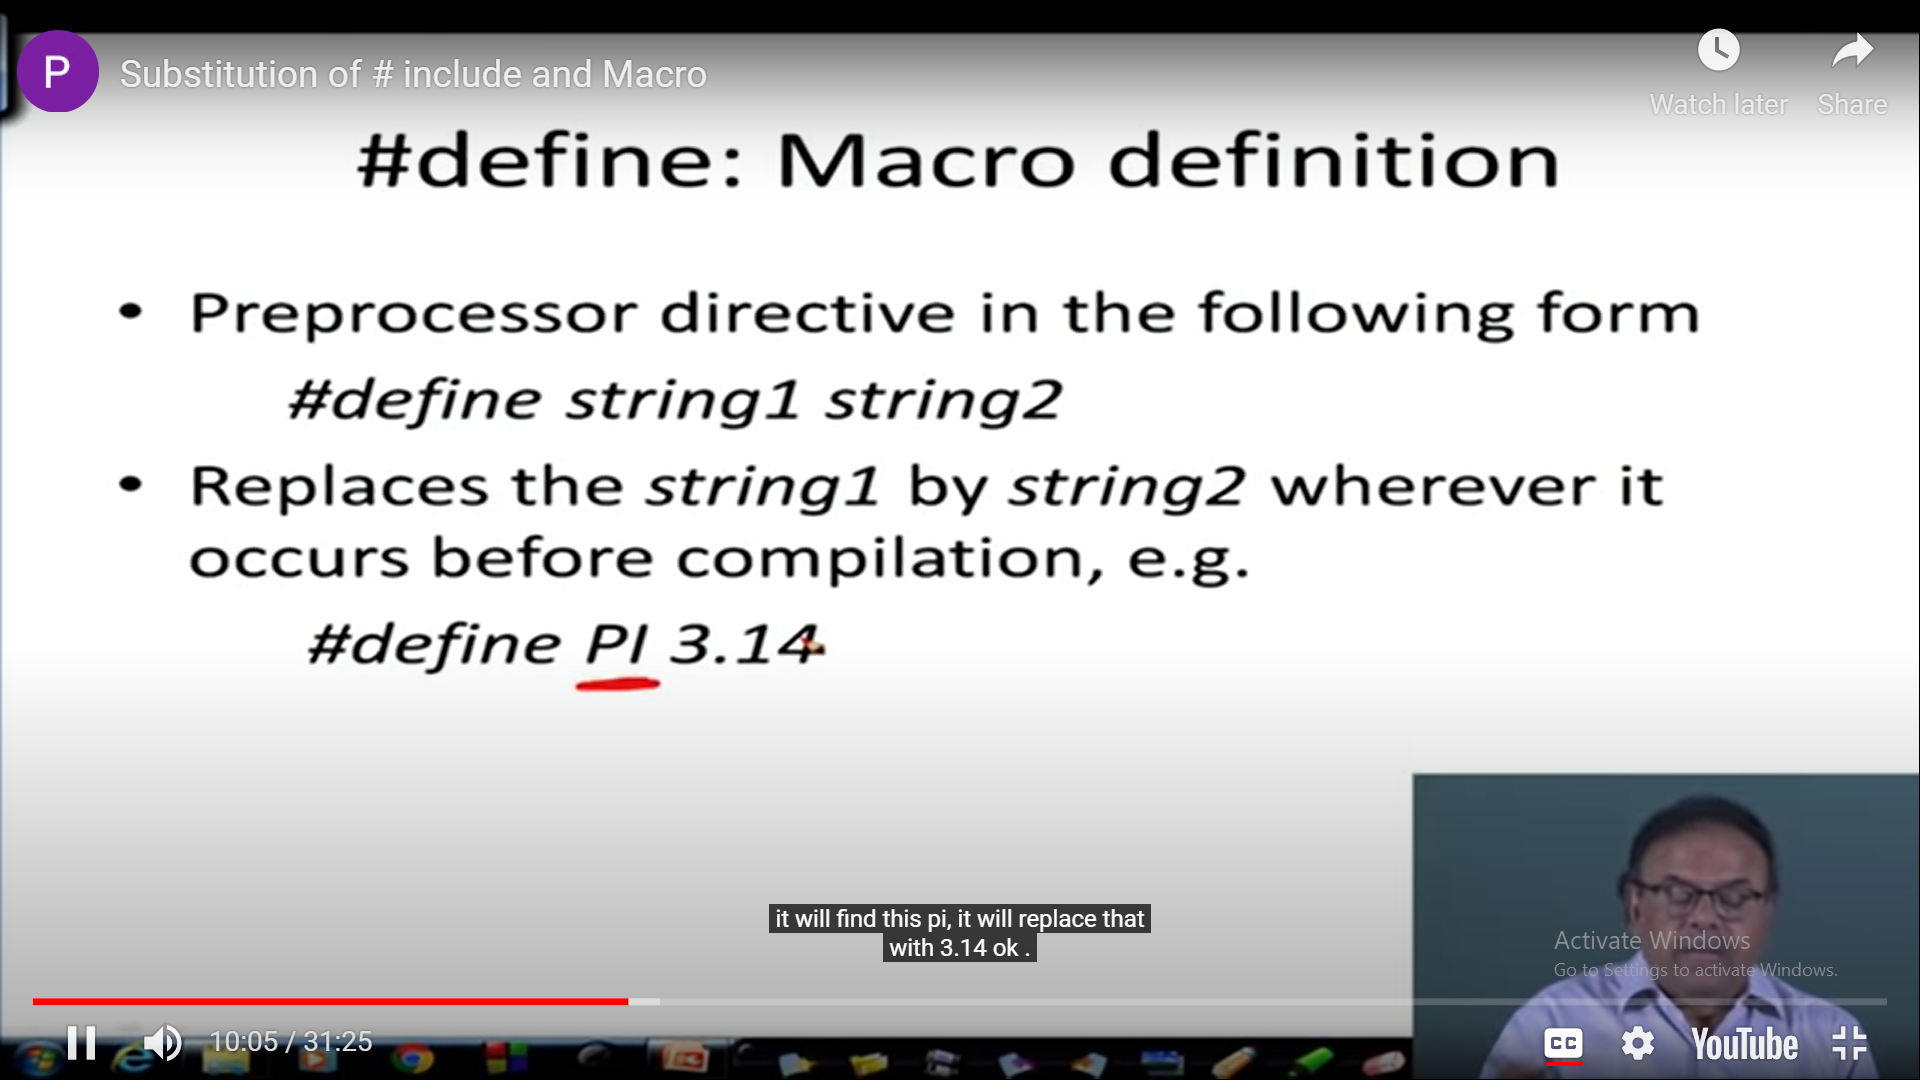 P
Substitution of # include and Macro
Watch later
Share
#define: Macro definition
• Preprocessor directive in the following form
#define string1 string2
• Replaces the string1 by string2 wherever it
occurs before compilation, e.g.
#define PI 3.14
it will find this pi, it will replace that
with 3.14 ok .
Activate Windows
Go to Settings to activate Windows.
10:05 / 31:25
CC
YouTube